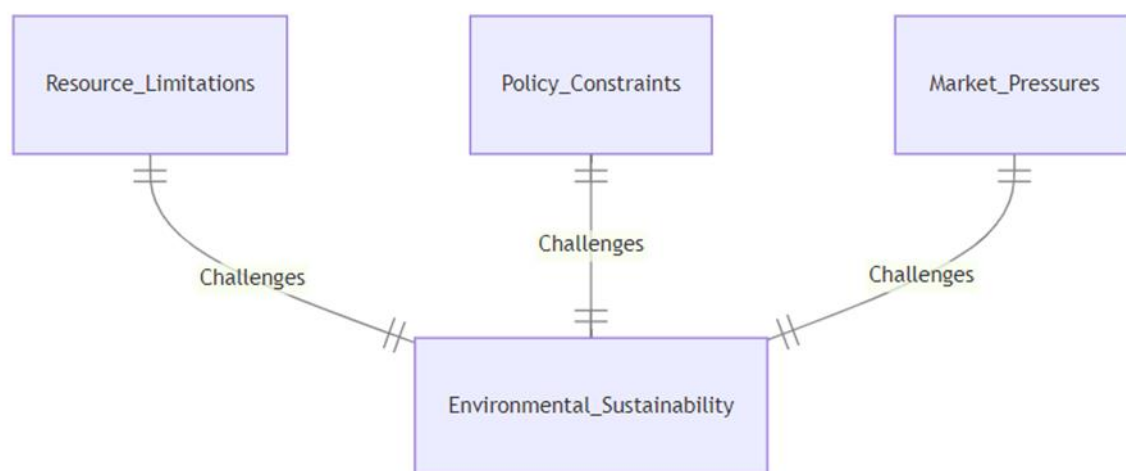 Resource_Limitations
Policy_Constraints
Market_Pressures
Challenges
Challenges
Challenges
Environmental_Sustainability